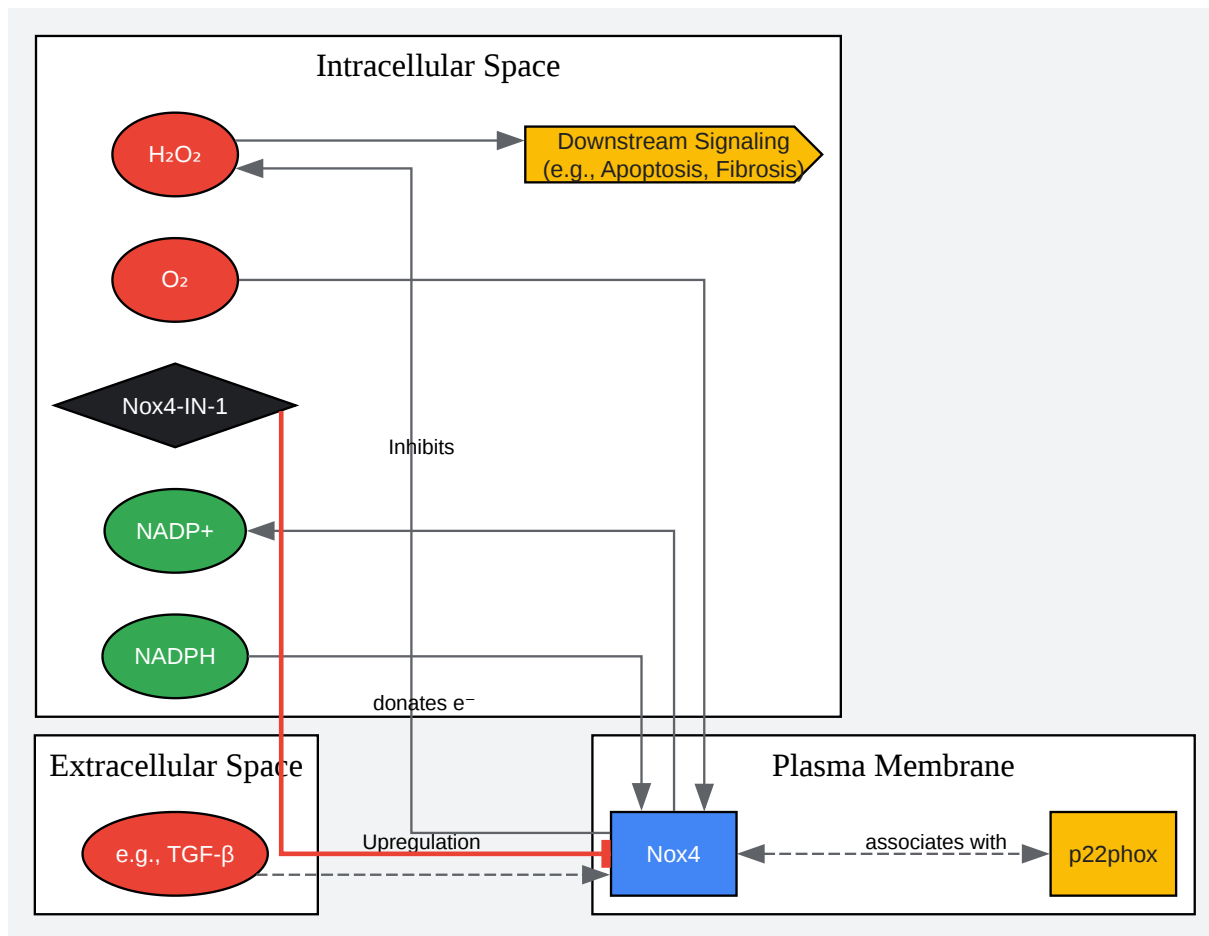 Intracellular Space
H₂O₂
Downstream Signaling
(e.g., Apoptosis, Fibrosis)
O₂
Nox4-IN-1
Inhibits
NADP+
NADPH
donates e⁻
Extracellular Space
Plasma Membrane
e.g., TGF-β
Upregulation
Nox4
associates with
p22phox